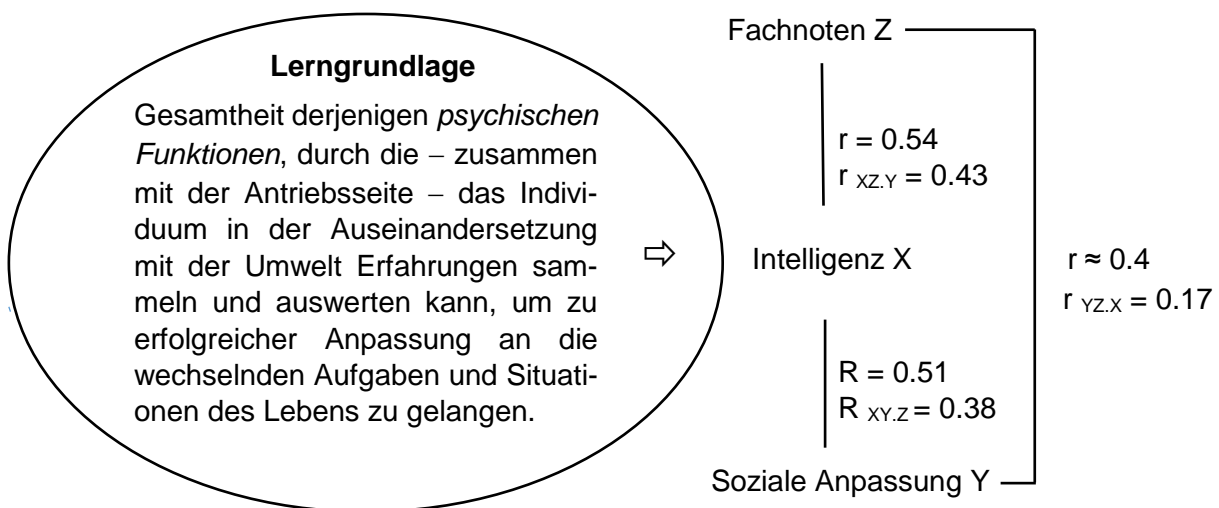 Lerngrundlage
Gesamtheit derjenigen psychischen
Funktionen, durch die – zusammen
mit der Antriebsseite – das Indivi-
duum in der Auseinandersetzung
mit der Umwelt Erfahrungen sam-
meln und auswerten kann, um zu
erfolgreicher Anpassung an die
wechselnden Aufgaben und Situati-
onen des Lebens zu gelangen.
⇨
Fachnoten Z
r = 0.54
r XZ.Y = 0.43
Intelligenz X
r ≈ 0.4
r YZ.X = 0.17
R = 0.51
R XY.Z = 0.38
Soziale Anpassung Y